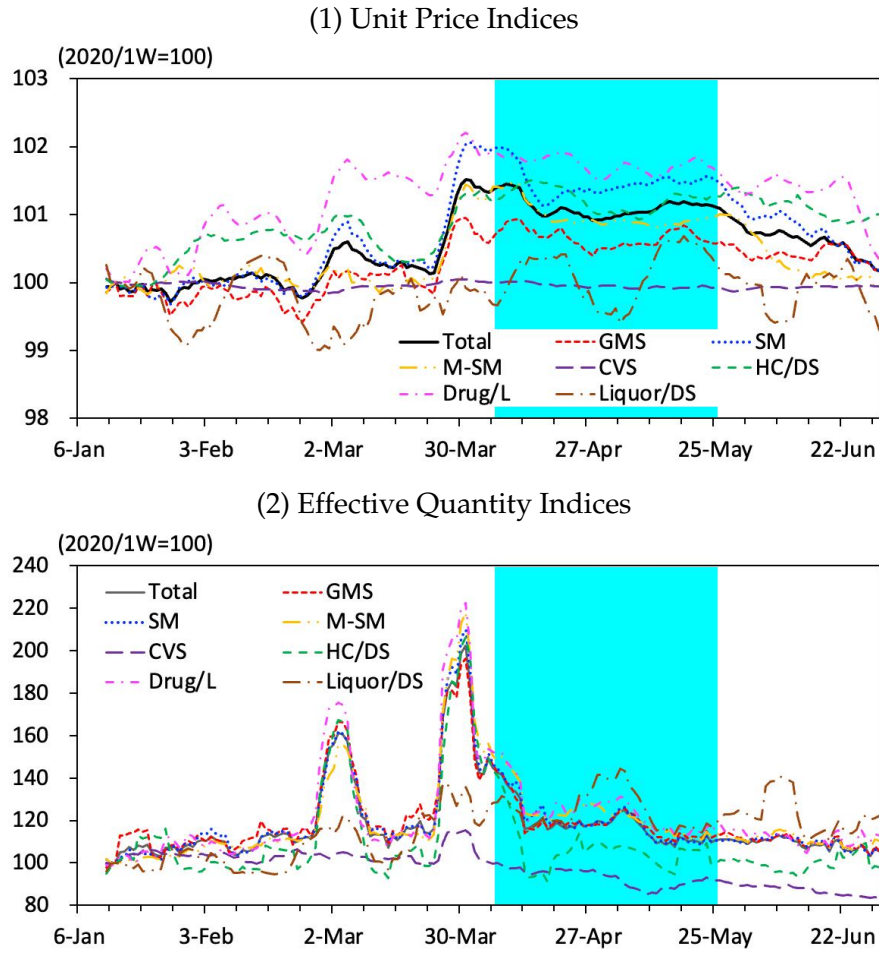 (1) Unit Price Indices
(2020/1W=100)
103
102
101
100
99
98
Total GMS SM
M-SM CVS HC/DS
Drug/L Liquor/DS
6-Jan 3-Feb 2-Mar 30-Mar 27-Apr 25-May 22-Jun
(2) Effective Quantity Indices
(2020/1W=100)
240
220
200
180
160
140
120
100
80
Total GMS
SM M-SM
CVS HC/DS
Drug/L Liquor/DS
6-Jan 3-Feb 2-Mar 30-Mar 27-Apr 25-May 22-Jun